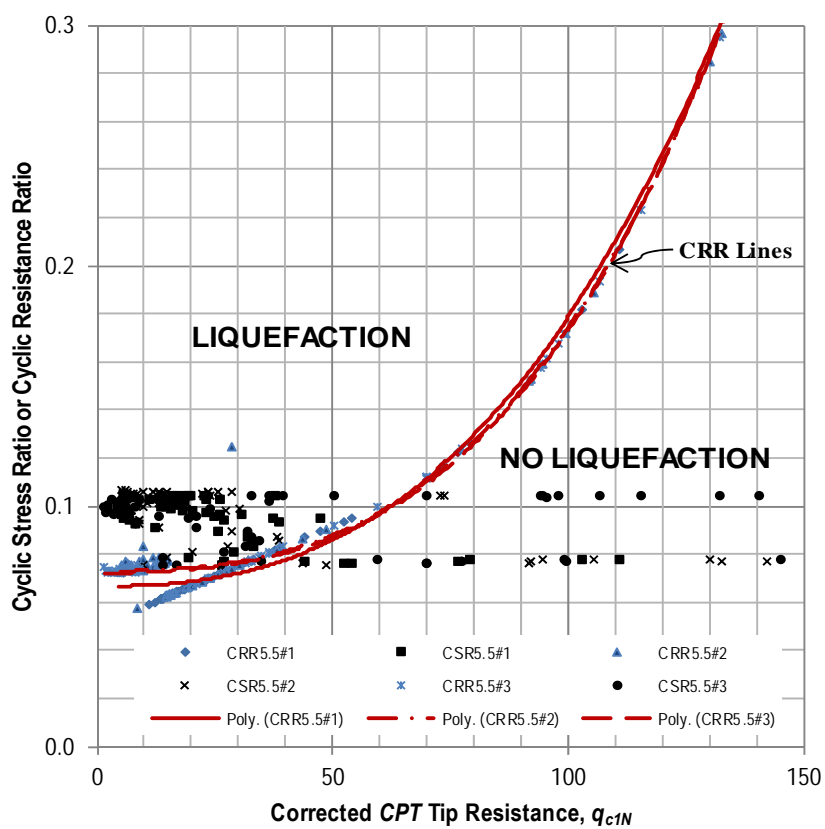 Cyclic Stress Ratio or Cyclic Resistance Ratio
0.3
0.2
0.1
0.0
CRR Lines
LIQUEFACTION
NO LIQUEFACTION
CRR5.5#1 CSR5.5#1 CRR5.5#2
CSR5.5#2 CRR5.5#3 CSR5.5#3
Poly. (CRR5.5#1) Poly. (CRR5.5#2) Poly. (CRR5.5#3)
0 50 100 150
Corrected CPT Tip Resistance, qc1N